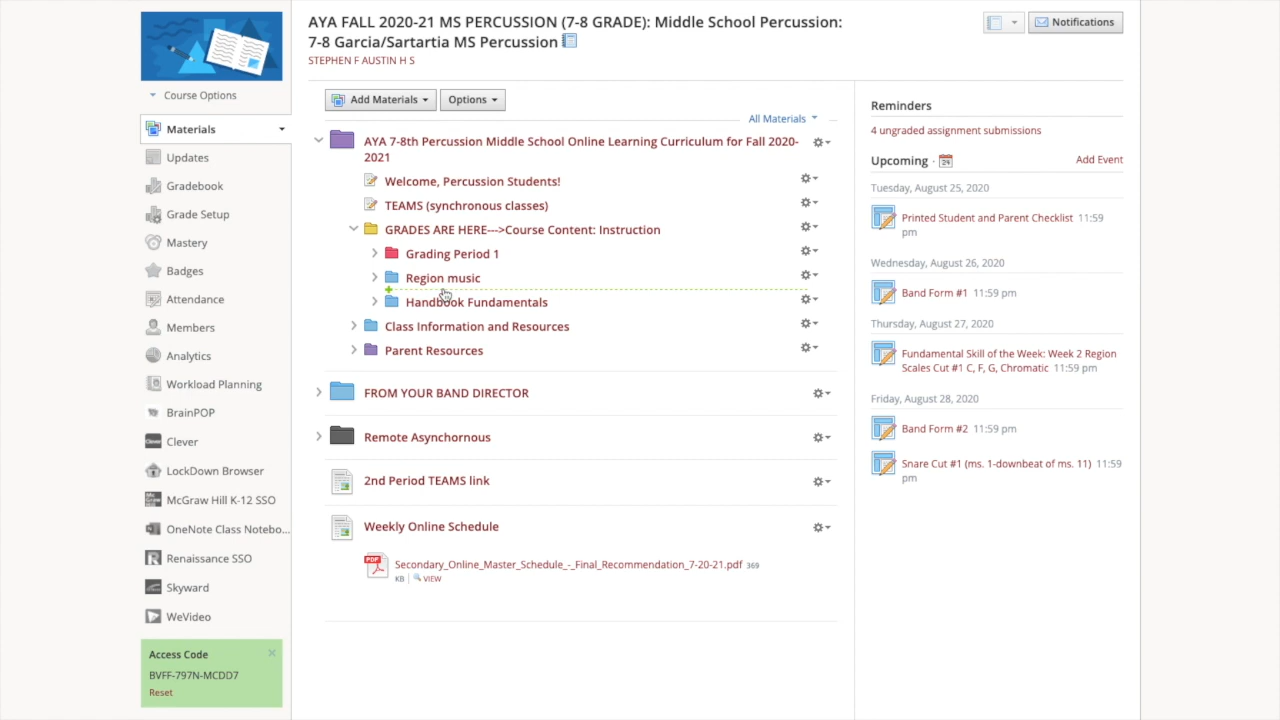 AYA FALL 2020-21 MS PERCUSSION (7-8 GRADE): Middle School Percussion:
7-8 Garcia/Sartartia MS Percussion
STEPHEN F AUSTIN H S
Notifications
Course Options
Materials
Updates
Gradebook
Grade Setup
Mastery
Badges
Attendance
Members
Analytics
Workload Planning
BrainPOP
Clever
LockDown Browser
McGraw Hill K-12 SSO
OneNote Class Notebo...
Renaissance SSO
Skyward
WeVideo
Access Code
BVFF-797N-MCDD7
Reset
Add Materials
Options
All Materials
AYA 7-8th Percussion Middle School Online Learning Curriculum for Fall 2020-
2021
Welcome, Percussion Students!
TEAMS (synchronous classes)
GRADES ARE HERE--->Course Content: Instruction
Grading Period 1
Region music
Handbook Fundamentals
Class Information and Resources
Parent Resources
FROM YOUR BAND DIRECTOR
Remote Asynchornous
2nd Period TEAMS link
Weekly Online Schedule
Secondary_Online_Master_Schedule_-_Final_Recommendation_7-20-21.pdf 369
KB | VIEW
Reminders
4 ungraded assignment submissions
Upcoming ·
Add Event
Tuesday, August 25, 2020
Printed Student and Parent Checklist 11:59
pm
Wednesday, August 26, 2020
Band Form #1 11:59 pm
Thursday, August 27, 2020
Fundamental Skill of the Week: Week 2 Region
Scales Cut #1 C, F, G, Chromatic 11:59 pm
Friday, August 28, 2020
Band Form #2 11:59 pm
Snare Cut #1 (ms. 1-downbeat of ms. 11) 11:59
pm